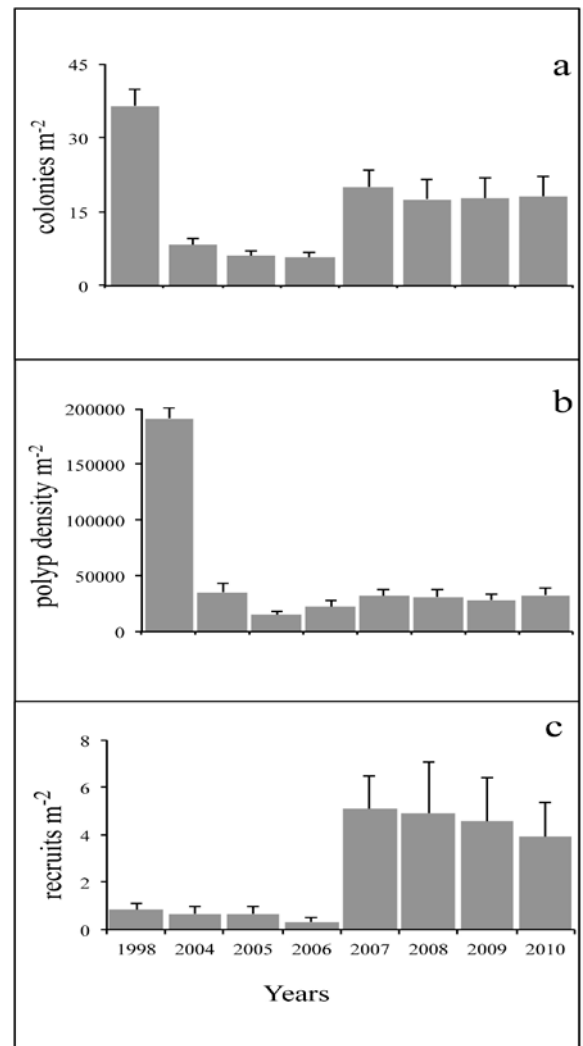 a
45
30
15
0
colonies m⁻²
b
200000
150000
100000
50000
0
polyp density m⁻²
c
8
6
4
2
0
recruits m⁻²
1998 2004 2005 2006 2007 2008 2009 2010
Years